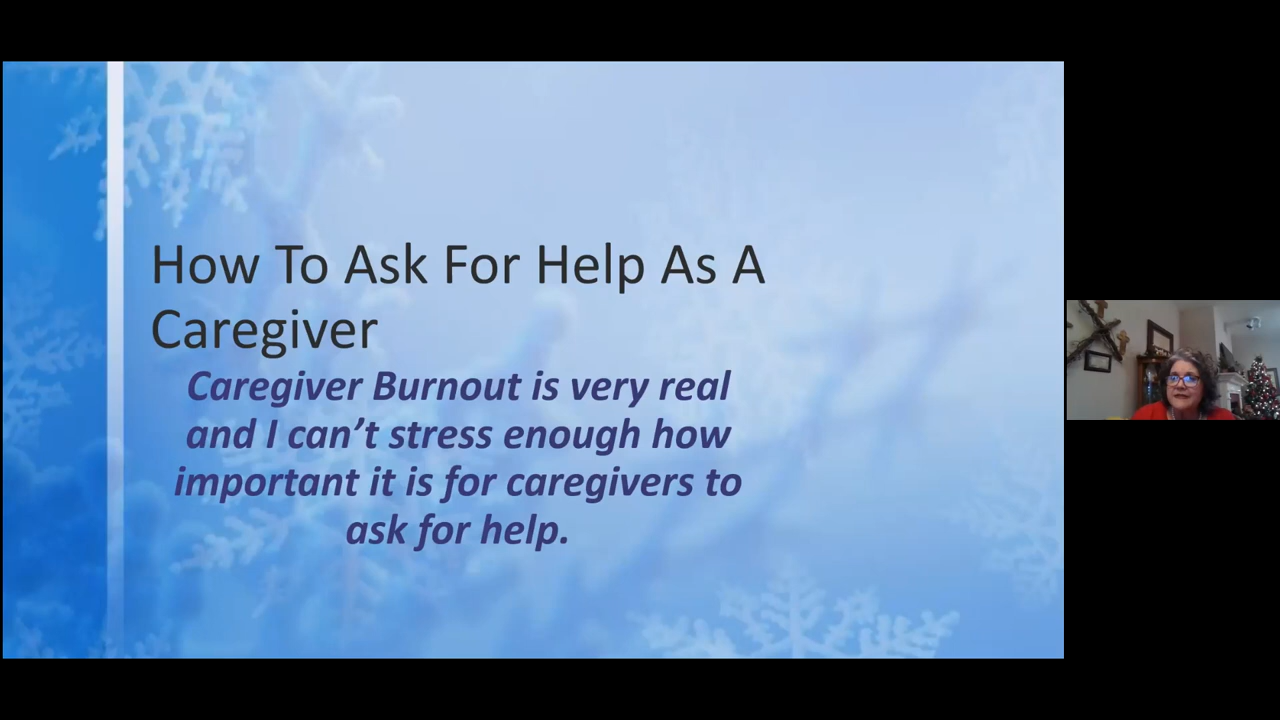 How To Ask For Help As A
Caregiver
Caregiver Burnout is very real
and I can’t stress enough how
important it is for caregivers to
ask for help.